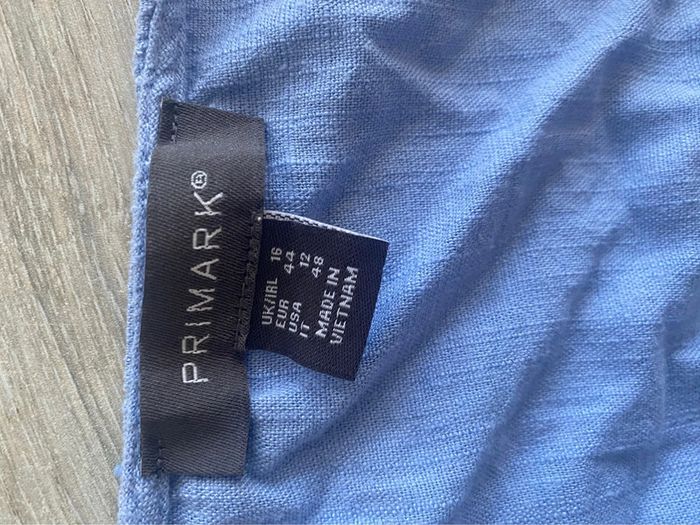 PRIMARK®
UK/IRL 16
EUR 44
USA 12
IT 48
MADE IN
VIETNAM